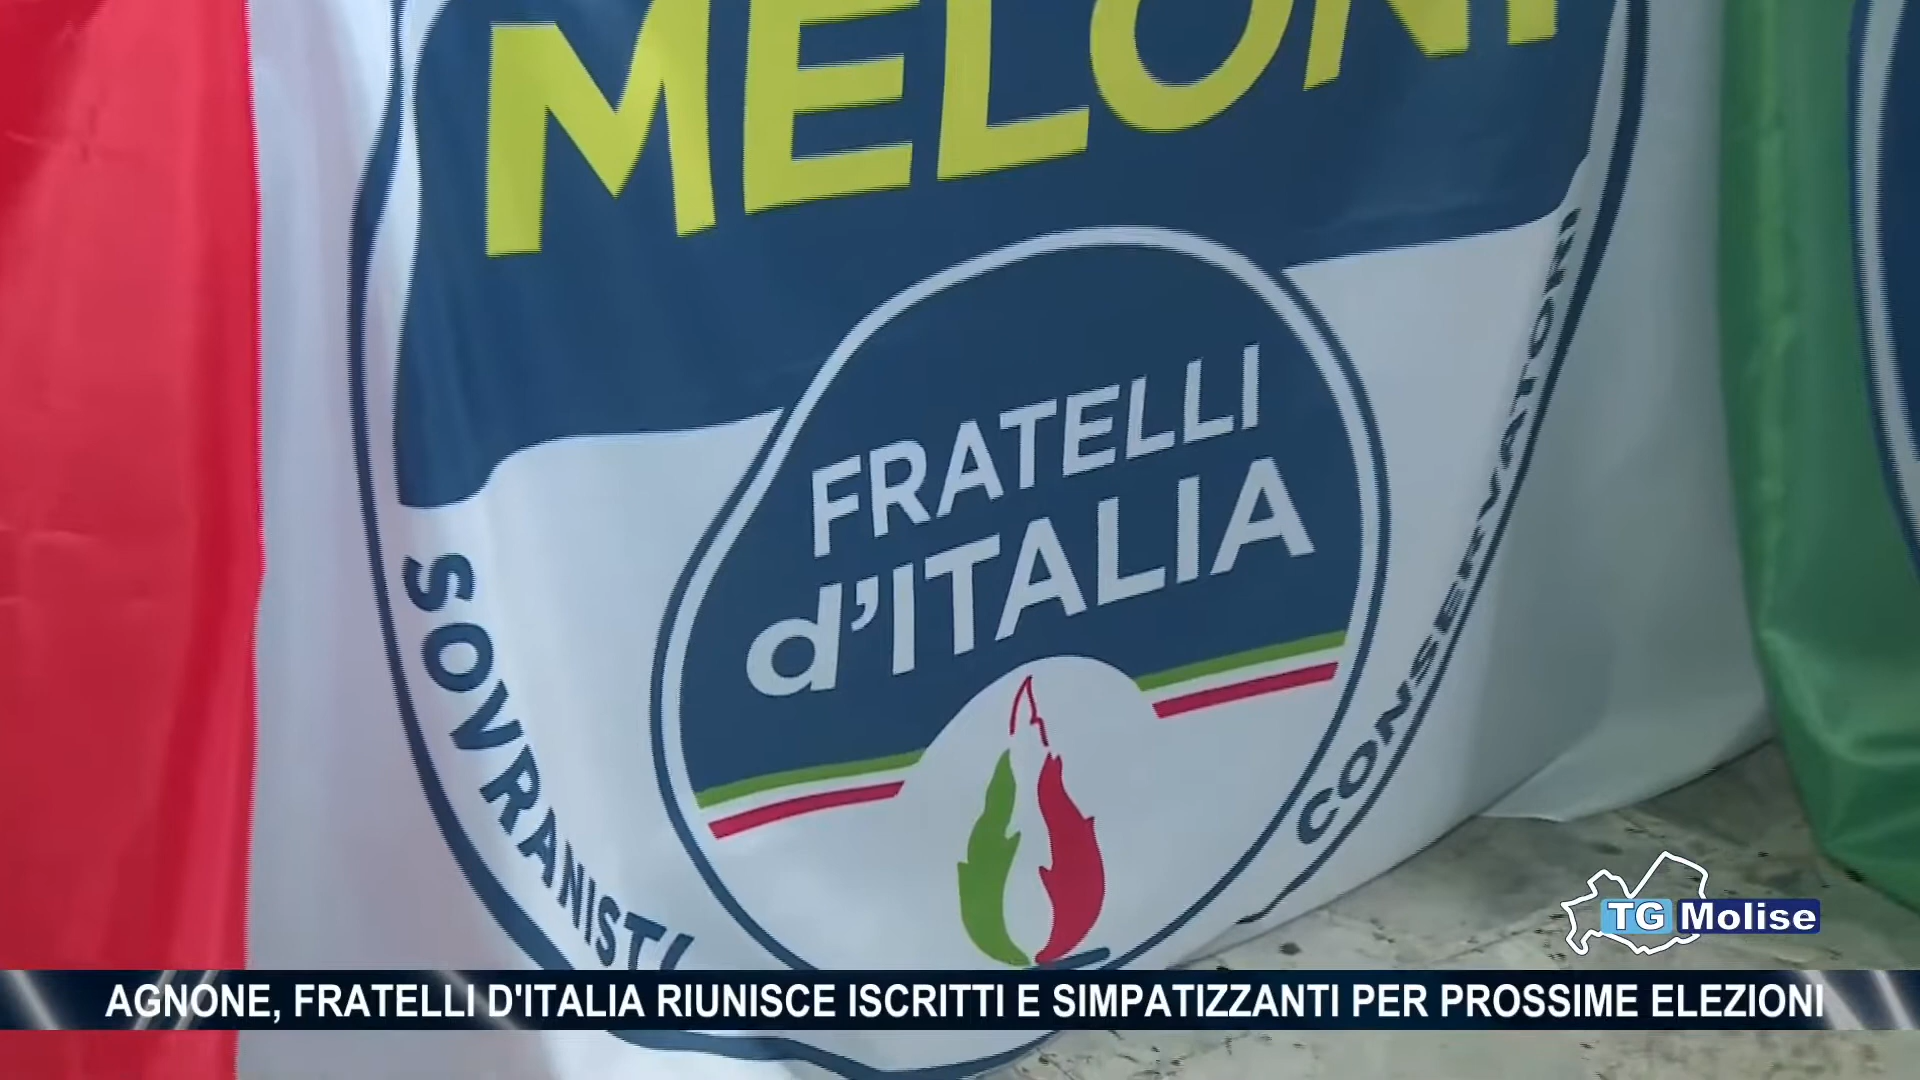 MELONI
FRATELLI
d'ITALIA
SOVRANISTI
CONSERVATORI
TG Molise
AGNONE, FRATELLI D'ITALIA RIUNISCE ISCRITTI E SIMPATIZZANTI PER PROSSIME ELEZIONI